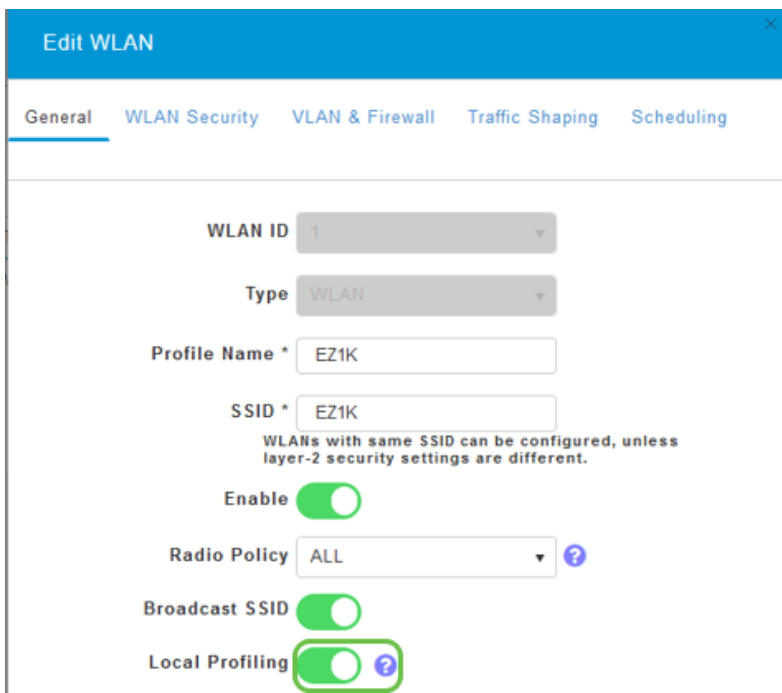 Edit WLAN
General WLAN Security VLAN & Firewall Traffic Shaping Scheduling
WLAN ID 1
Type WLAN
Profile Name * EZ1K
SSID * EZ1K
WLANs with same SSID can be configured, unless
layer-2 security settings are different.
Enable
Radio Policy ALL ?
Broadcast SSID
Local Profiling ?